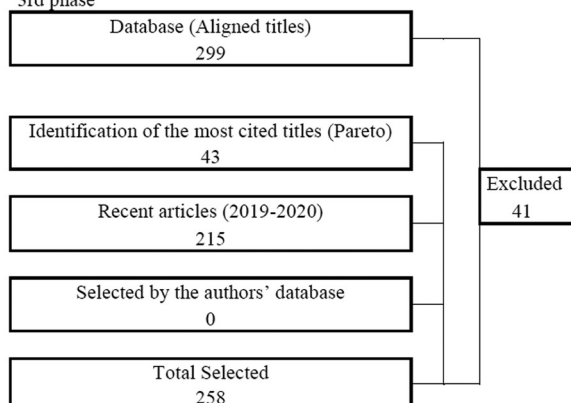 3rd phase
Database (Aligned titles)
299
Identification of the most cited titles (Pareto)
43
Excluded
41
Recent articles (2019-2020)
215
Selected by the authors’ database
0
Total Selected
258